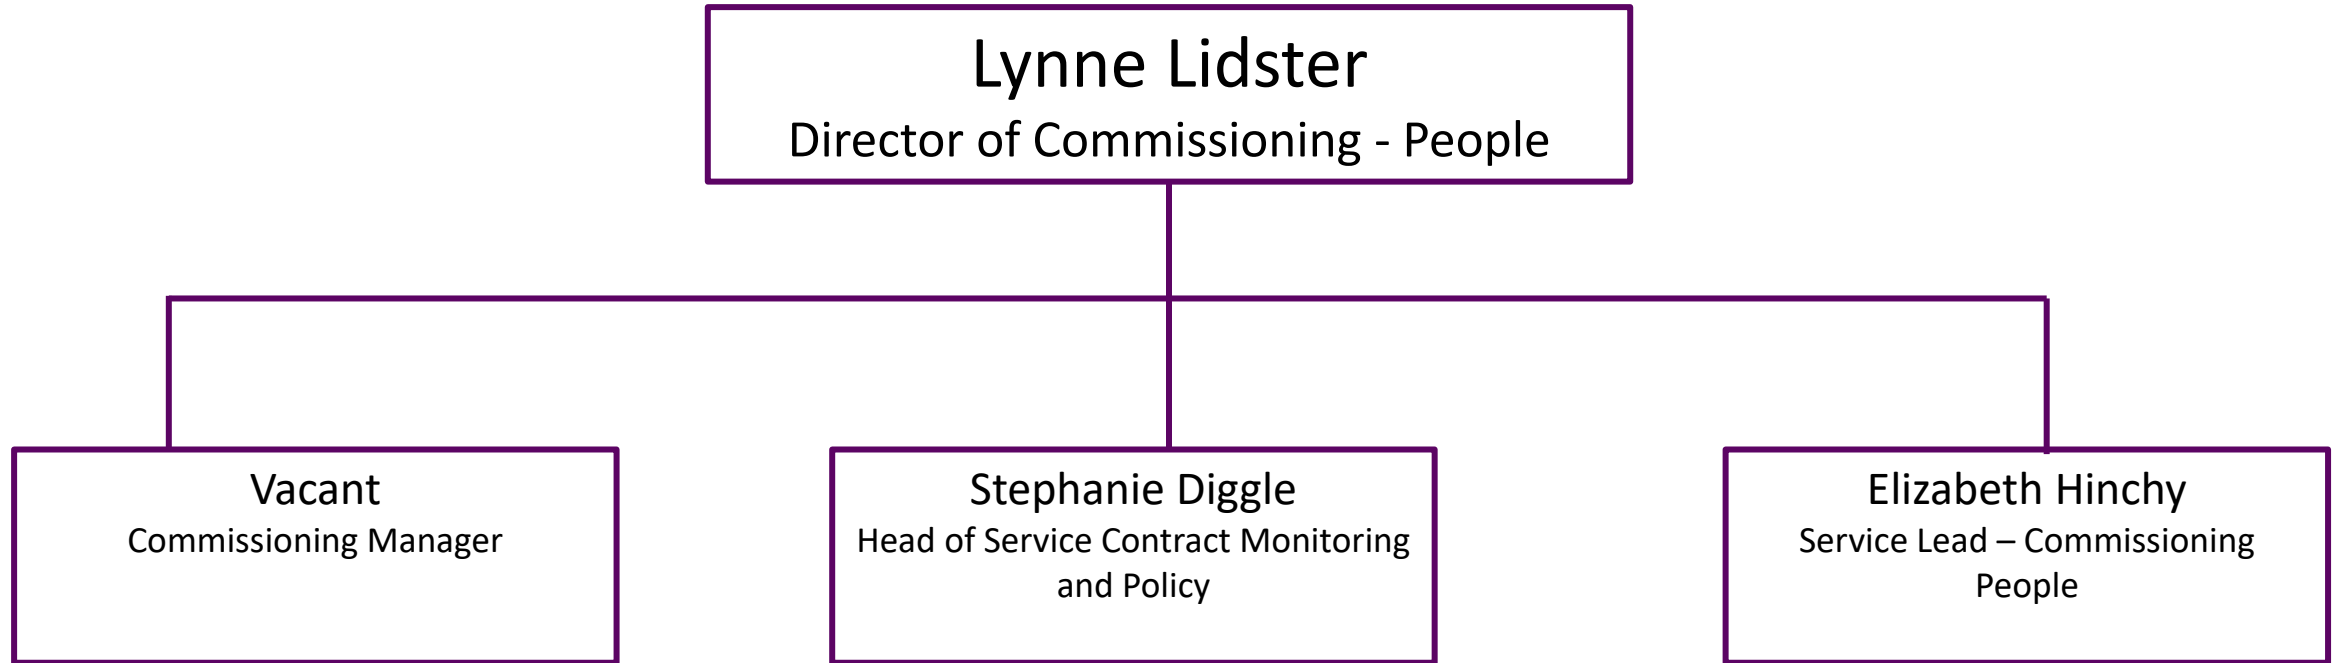 Lynne Lidster
Director of Commissioning - People
Vacant
Commissioning Manager
Stephanie Diggle
Head of Service Contract Monitoring
and Policy
Elizabeth Hinchy
Service Lead – Commissioning
People